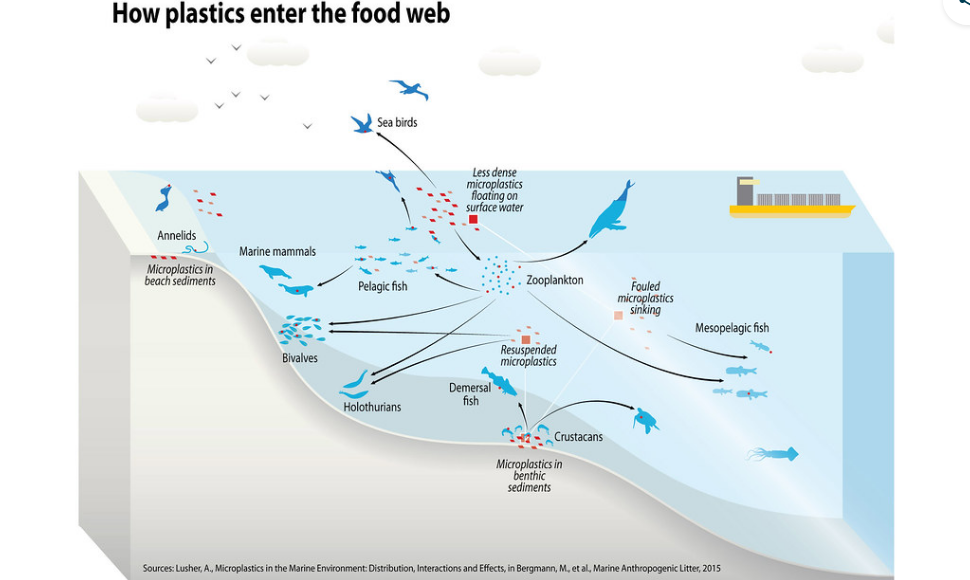 How plastics enter the food web
Sea birds
Less dense
microplastics
floating on
surface water
Annelids
Microplastics in
beach sediments
Marine mammals
Pelagic fish
Zooplankton
Fouled
microplastics
sinking
Mesopelagic fish
Bivalves
Resuspended
microplastics
Holothurians
Demersal
fish
Crustacans
Microplastics in
benthic
sediments
Sources: Lusher, A., Microplastics in the Marine Environment: Distribution, Interactions and Effects, in Bergmann, M., et al., Marine Anthropogenic Litter, 2015